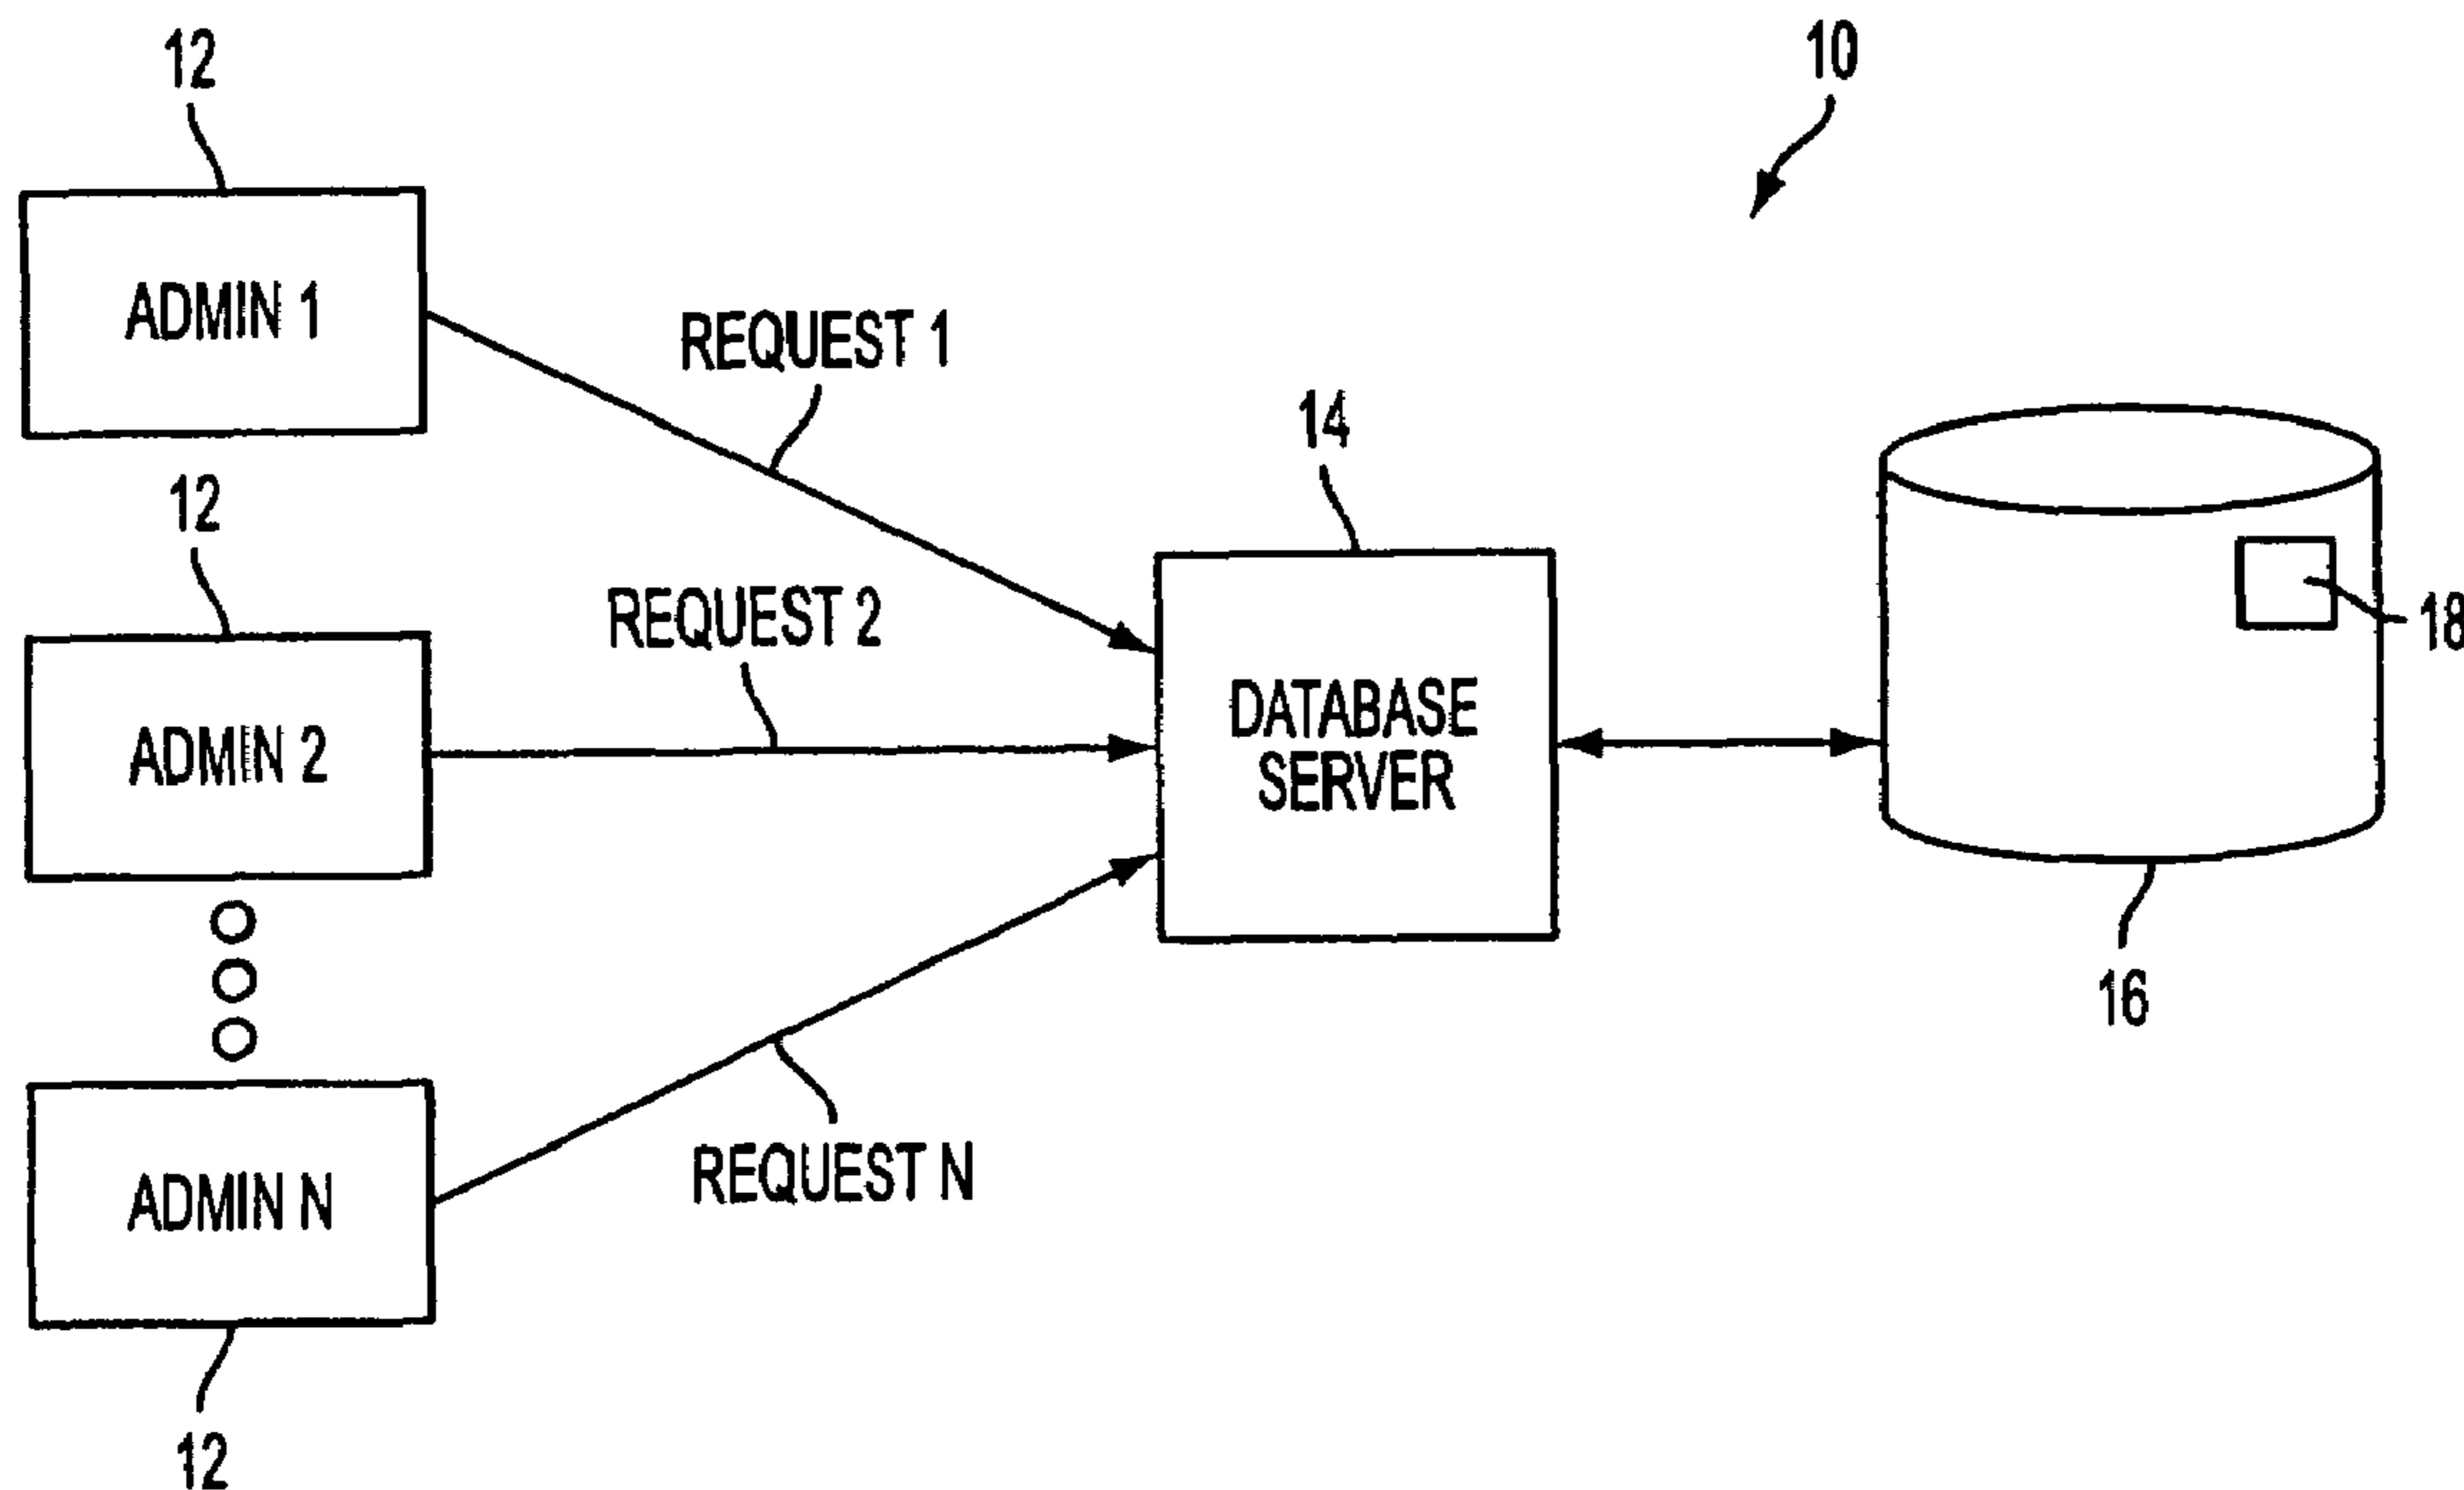 12
10
ADMIN 1
REQUEST 1
14
12
REQUEST 2
18
DATABASE
SERVER
ADMIN 2
16
REQUEST N
ADMIN N
12